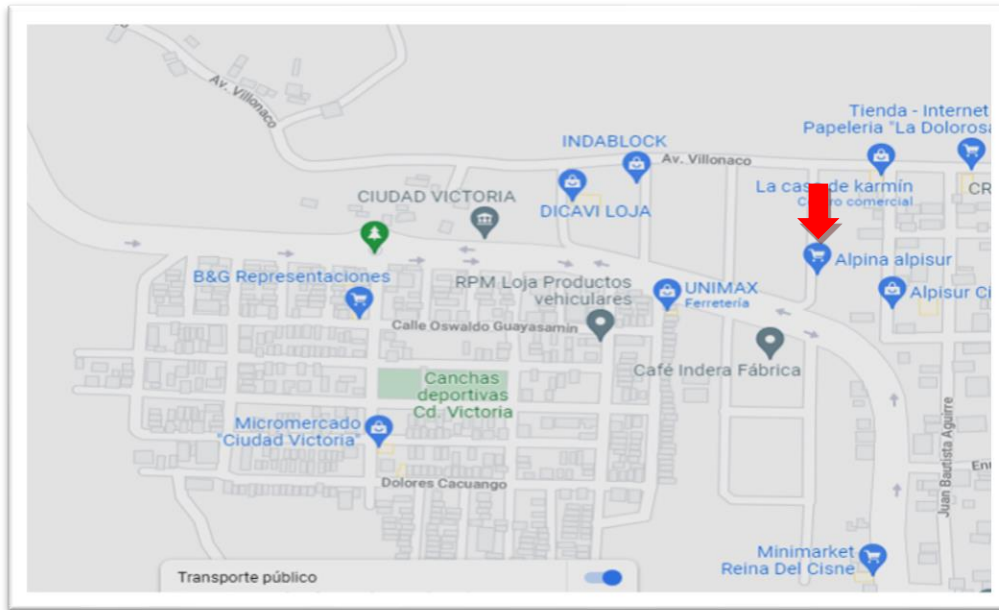 Av. Villonaco
Tienda - Internet
Papeleria "La Dolorosa
INDABLOCK
Av. Villonaco
La casa de karmín
Centro comercial
CR
CIUDAD VICTORIA
DICAVI LOJA
Alpina alpisur
B&G Representaciones
RPM Loja Productos
vehiculares
UNIMAX
Ferretería
Alpisur Ci
Calle Oswaldo Guayasamín
Café Indera Fábrica
Canchas
deportivas
Cd. Victoria
Micromercado
"Ciudad Victoria"
Juan Bautista Aguirre
Dolores Cacuango
Minimarket
Reina Del Cisne
Transporte público